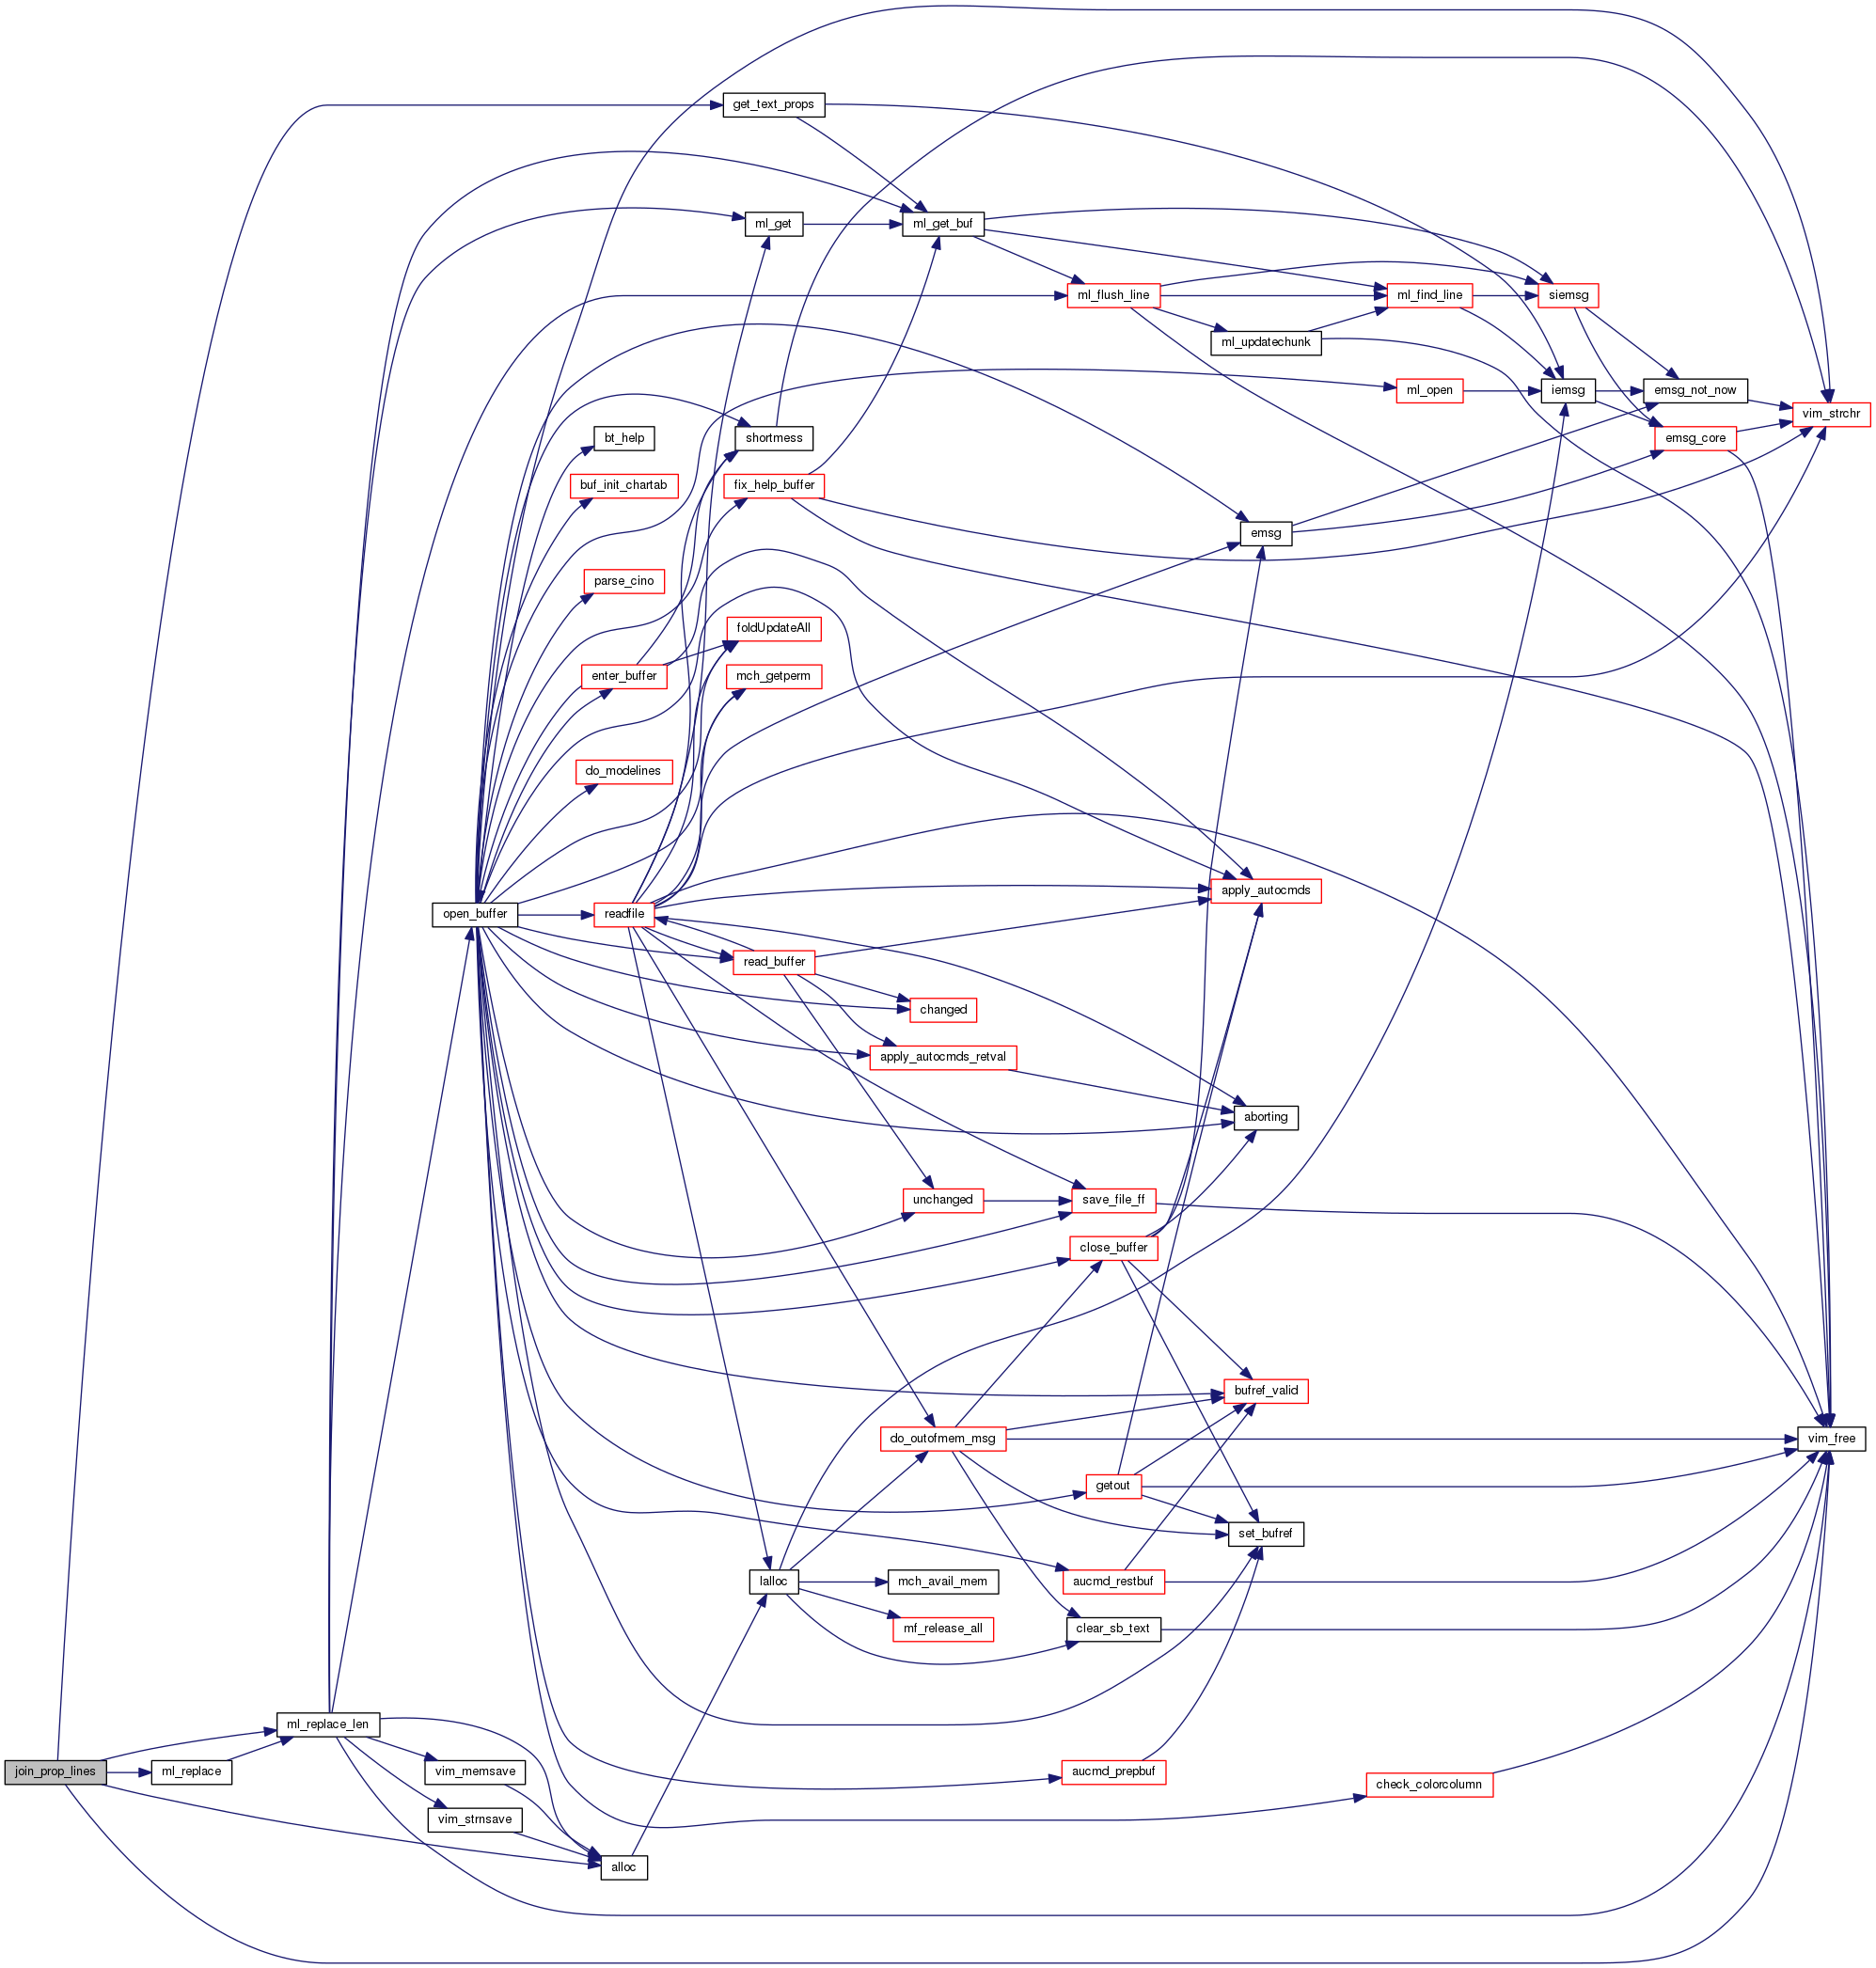 get_text_props
ml_get
ml_get_buf
ml_flush_line
ml_find_line
siemsg
ml_updatechunk
ml_open
iemsg
emsg_not_now
vim_strchr
bt_help
shortmess
emsg_core
buf_init_chartab
fix_help_buffer
emsg
parse_cino
foldUpdateAll
enter_buffer
mch_getperm
do_modelines
apply_autocmds
open_buffer
readfile
read_buffer
changed
apply_autocmds_retval
aborting
unchanged
save_file_ff
close_buffer
bufref_valid
do_outofmem_msg
vim_free
getout
set_bufref
lalloc
mch_avail_mem
aucmd_restbuf
mf_release_all
clear_sb_text
ml_replace_len
join_prop_lines
ml_replace
vim_memsave
aucmd_prepbuf
check_colorcolumn
vim_strnsave
alloc